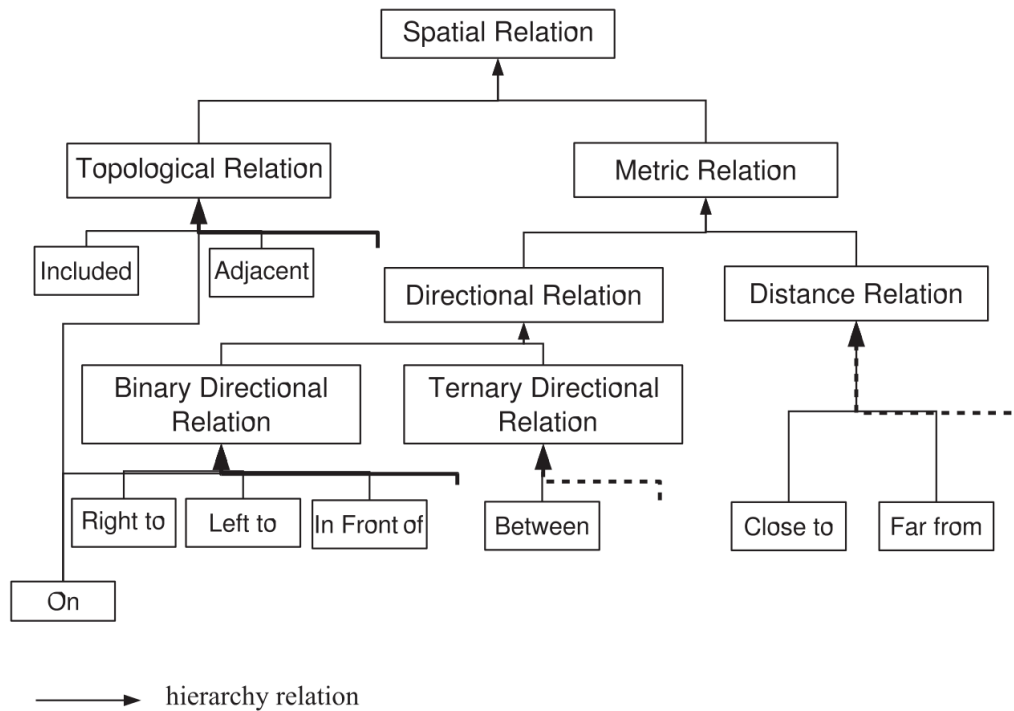 Spatial Relation
Topological Relation
Metric Relation
Included
Adjacent
Directional Relation
Distance Relation
Binary Directional
Relation
Ternary Directional
Relation
Right to
Left to
In Front of
Between
Close to
Far from
On
hierarchy relation